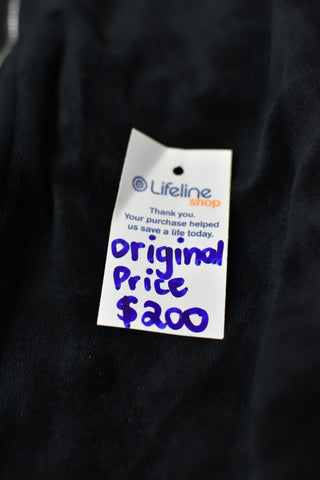 Lifeline
shop
Thank you.
Your purchase helped
us save a life today.
original
Price
$200